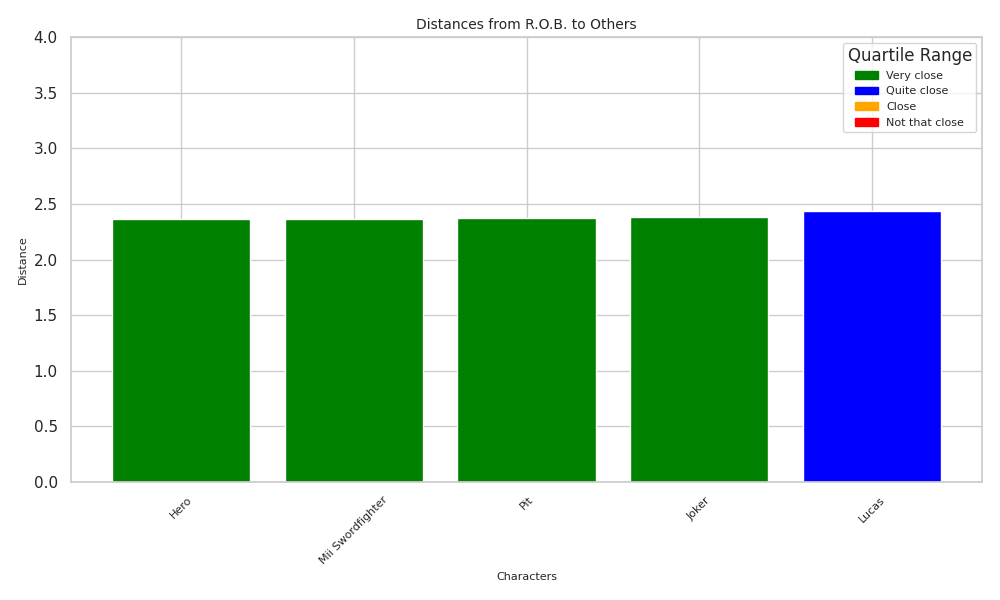 Distances from R.O.B. to Others
4.0
3.5
3.0
2.5
2.0
1.5
1.0
0.5
0.0
Distance
Quartile Range
Very close
Quite close
Close
Not that close
Hero
Mii Swordfighter
Pit
Joker
Lucas
Characters